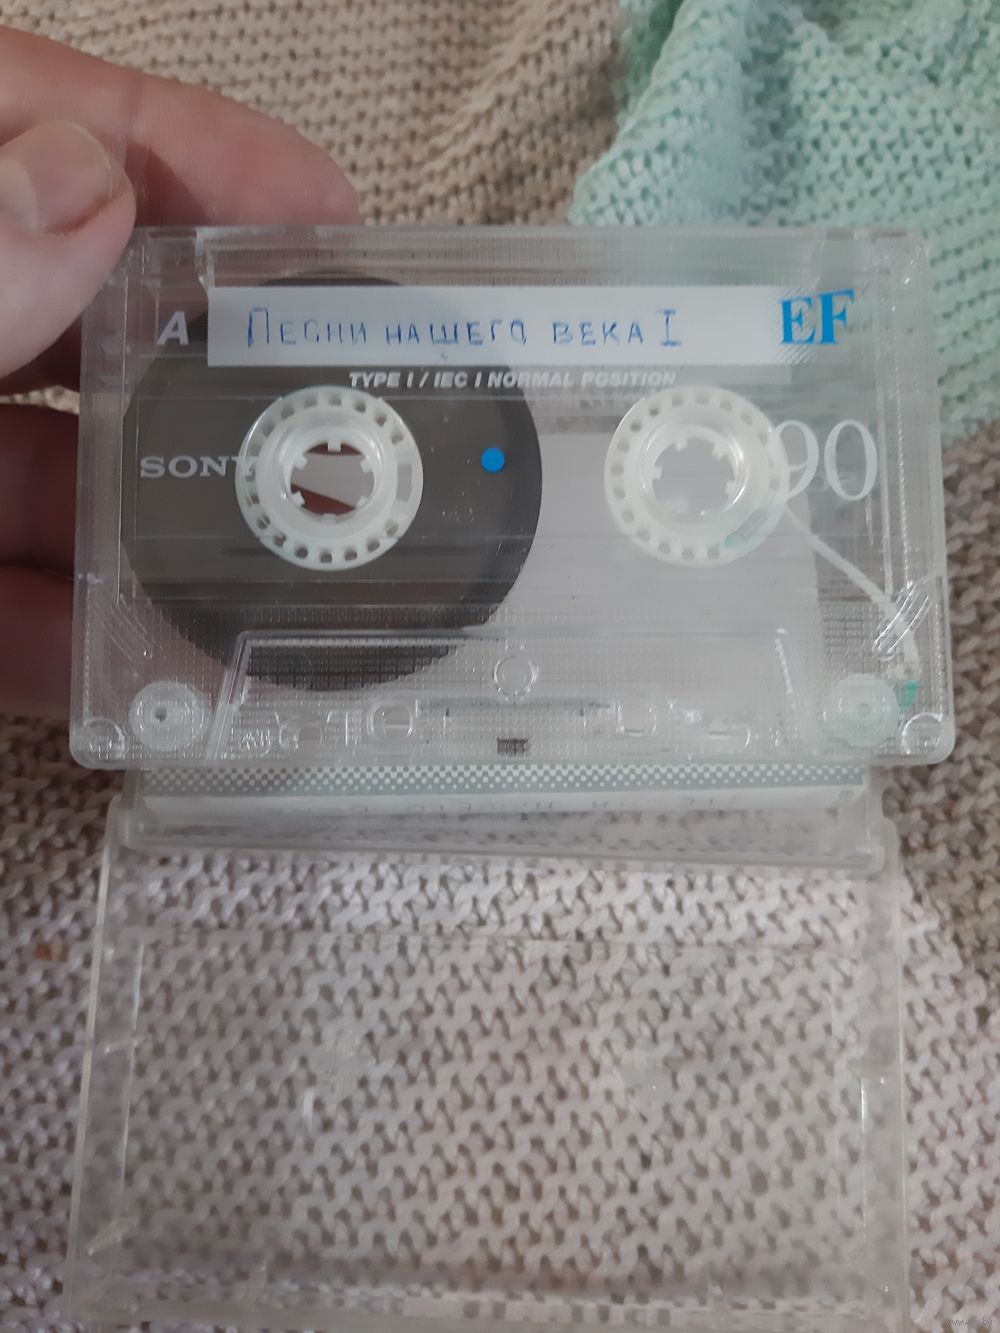 A ПЕСНИ НАШЕГО ВЕКА I EF
TYPE I / IEC I NORMAL POSITION
SONY 90